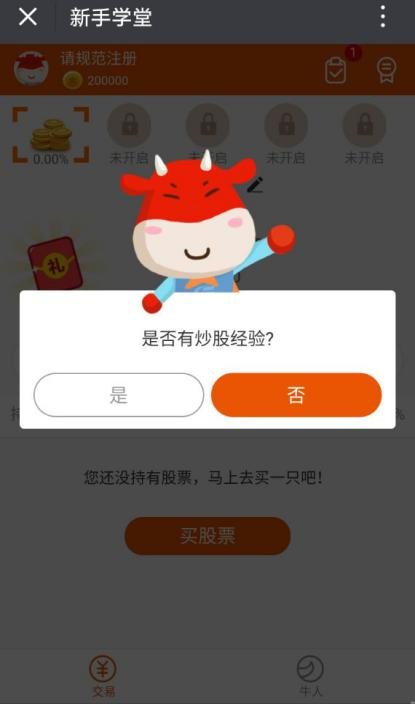 新手学堂
请规范注册
200000
1
0.00%
未开启
未开启
未开启
未开启
礼
是否有炒股经验?
是
否
%
您还没持有股票，马上去买一只吧!
买股票
交易
牛人